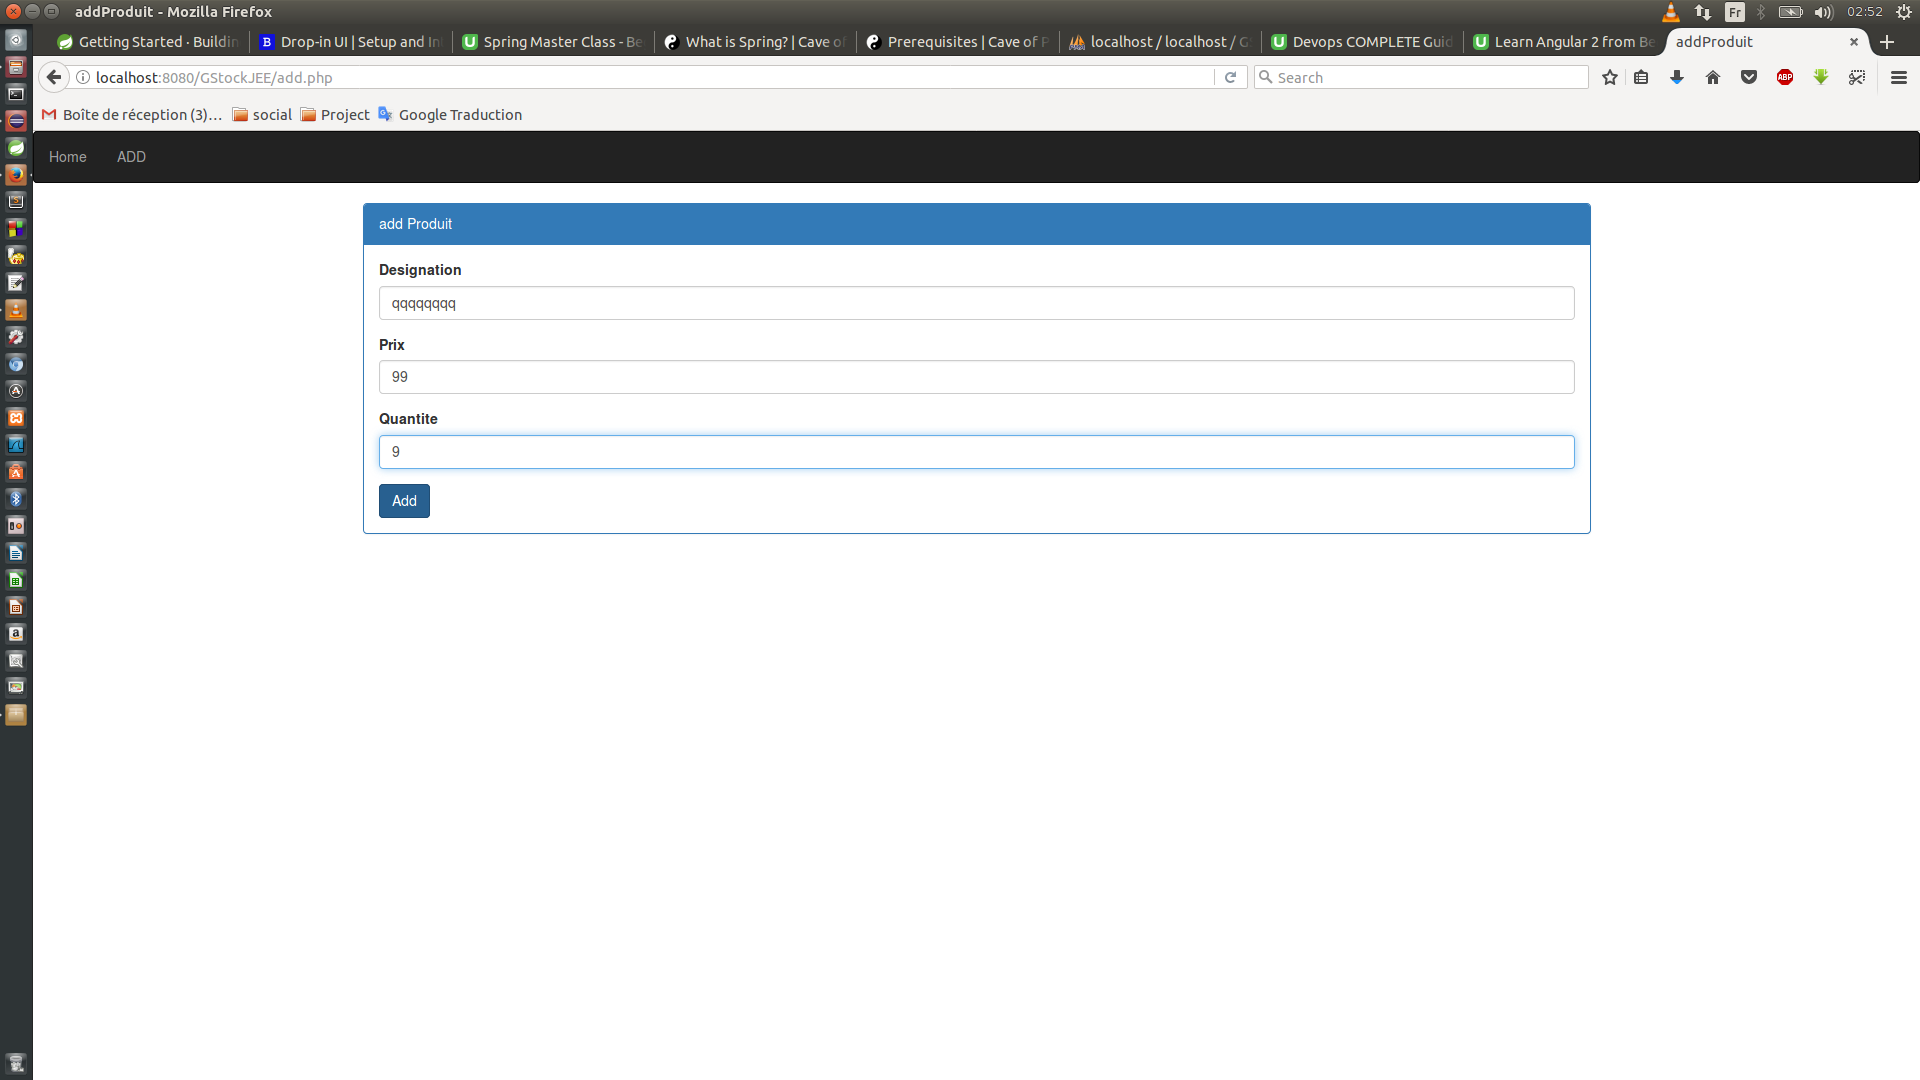 addProduit - Mozilla Firefox
Fr
02:52
Getting Started · Buildin
Drop-in UI | Setup and In
Spring Master Class - Be
What is Spring? | Cave of
Prerequisites | Cave of P
localhost / localhost / G
Devops COMPLETE Guid
Learn Angular 2 from Be
addProduit
localhost:8080/GStockJEE/add.php
Search
ABP
Boîte de réception (3)...
social
Project
Google Traduction
Home
ADD
add Produit
Designation
qqqqqqqq
Prix
99
Quantite
9
Add